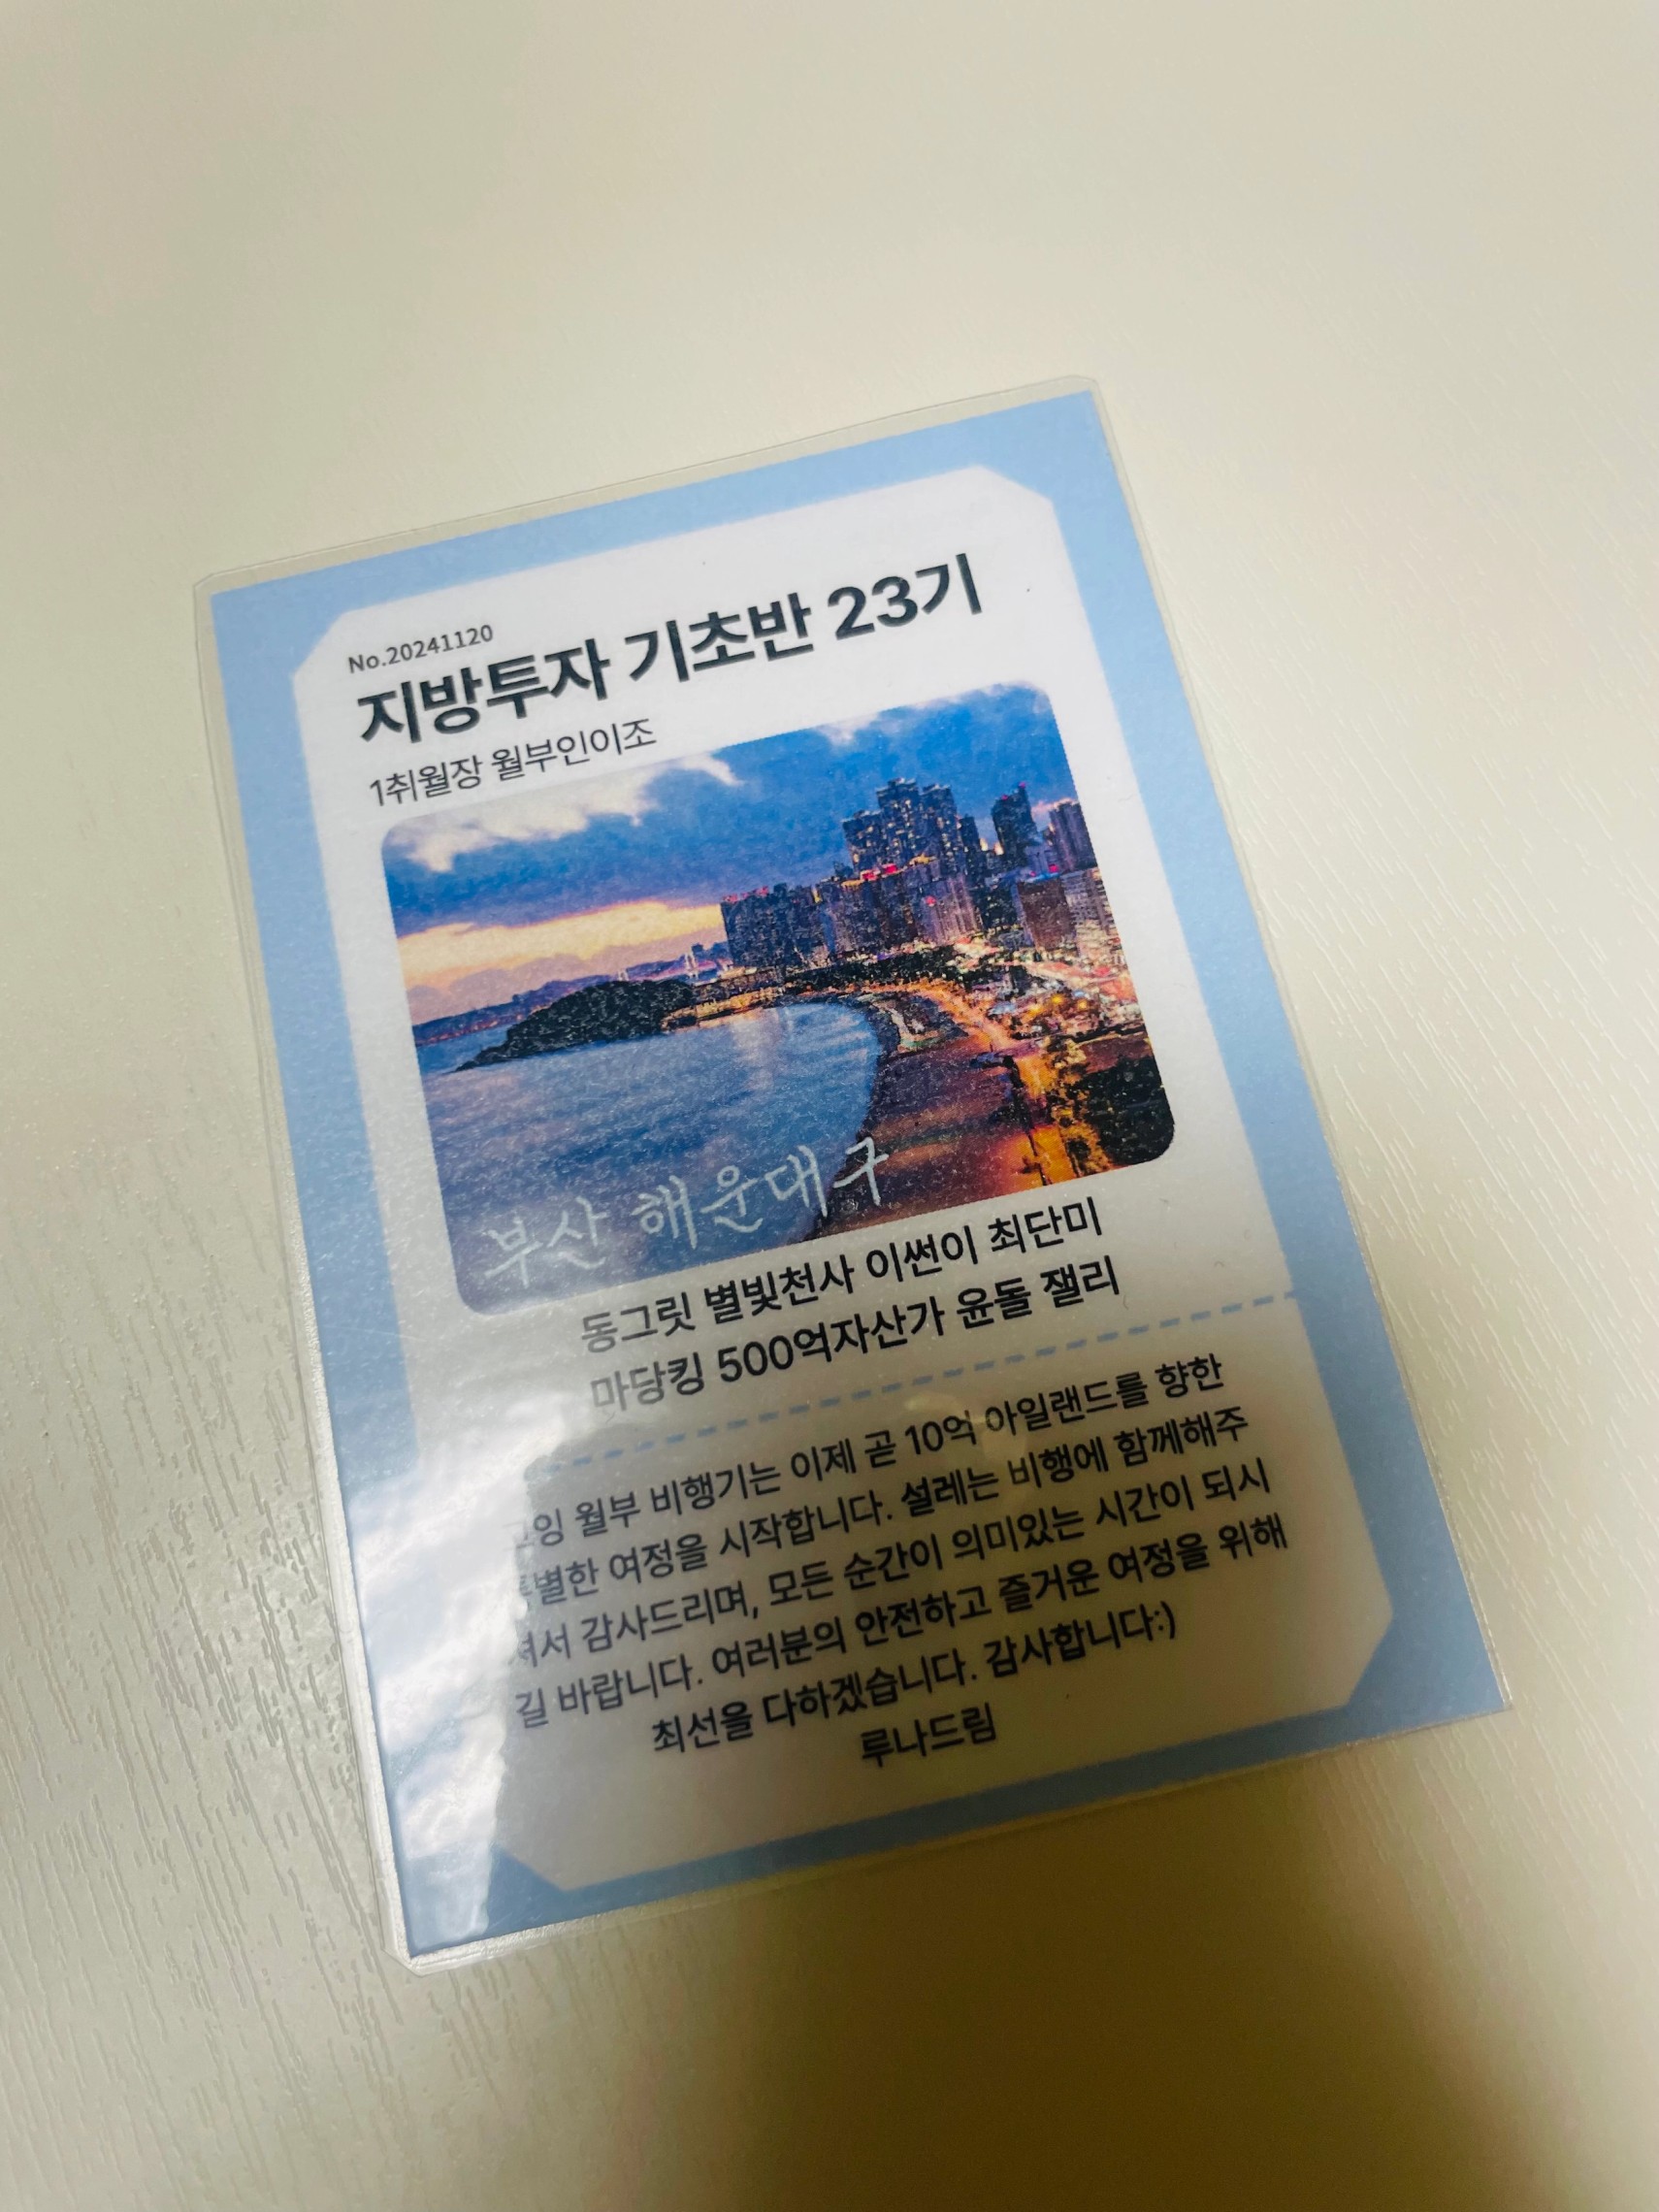 No.20241120
지방투자 기초반 23기
1취월장 월부인이조
부산 해운대구
동그릿 별빛천사 이썬이 최단미
마당킹 500억자산가 윤돌 잴리
월부 비행기는 이제 곧 10억 아일랜드를 향한
여정을 시작합니다. 설레는 비행에 함께해주
셔서 감사드리며, 모든 순간이 의미있는 시간이 되시
길 바랍니다. 여러분의 안전하고 즐거운 여정을 위해
최선을 다하겠습니다. 감사합니다:)
루나드림